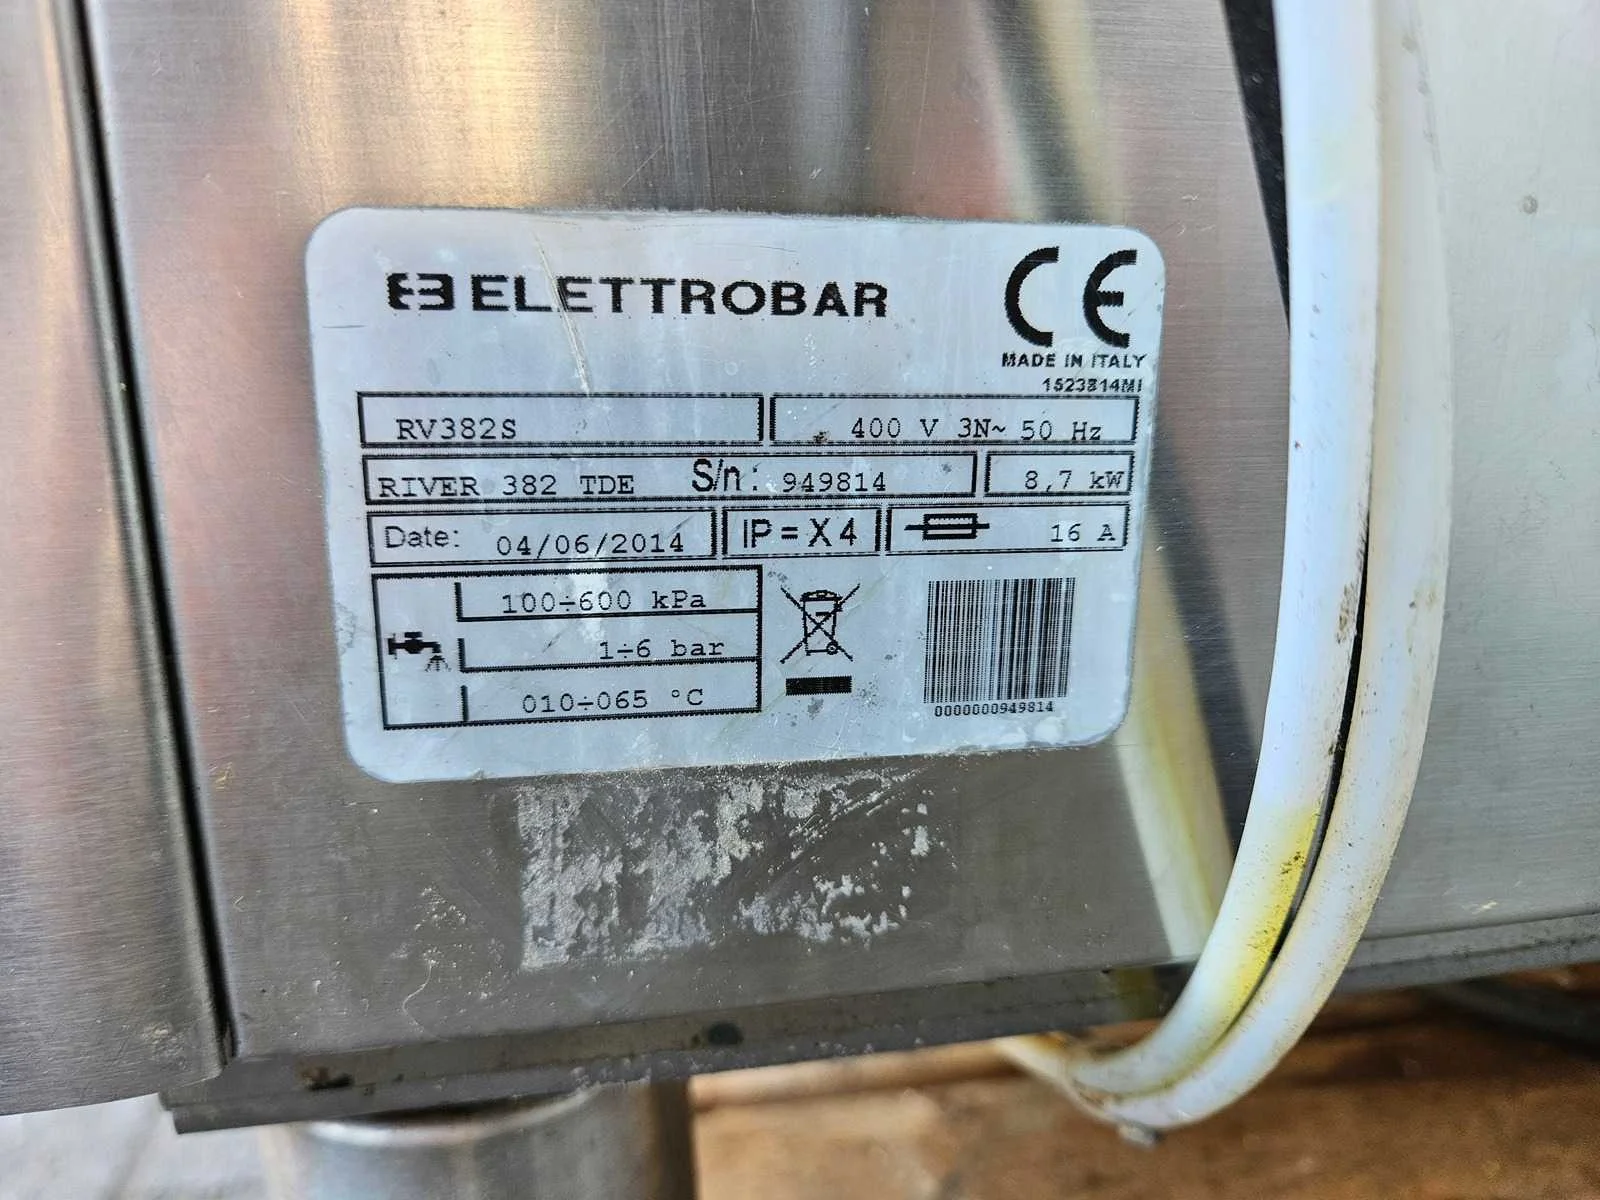 ELETTROBAR
CE
MADE IN ITALY
1523814MI
RV382S 400 V 3N~ 50 Hz
RIVER 382 TDE S/n: 949814 8,7 kW
Date: 04/06/2014 IP = X4 16 A
100÷600 kPa
1÷6 bar
010÷065 °C
0000000949814